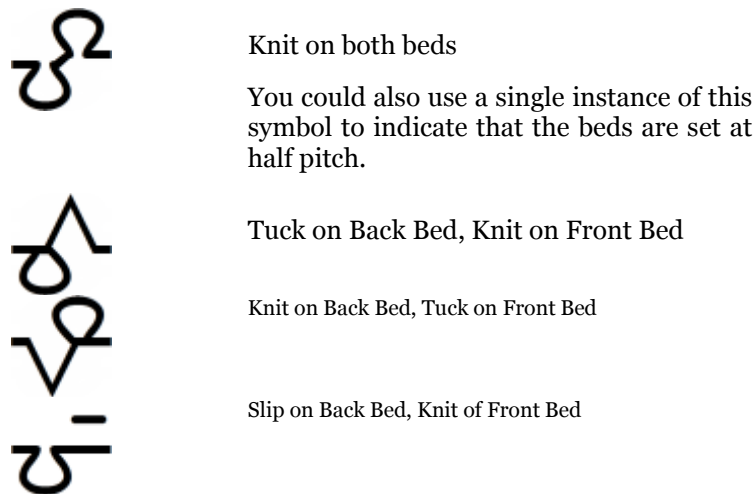 Knit on both beds
You could also use a single instance of this
symbol to indicate that the beds are set at
half pitch.
Tuck on Back Bed, Knit on Front Bed
Knit on Back Bed, Tuck on Front Bed
Slip on Back Bed, Knit of Front Bed